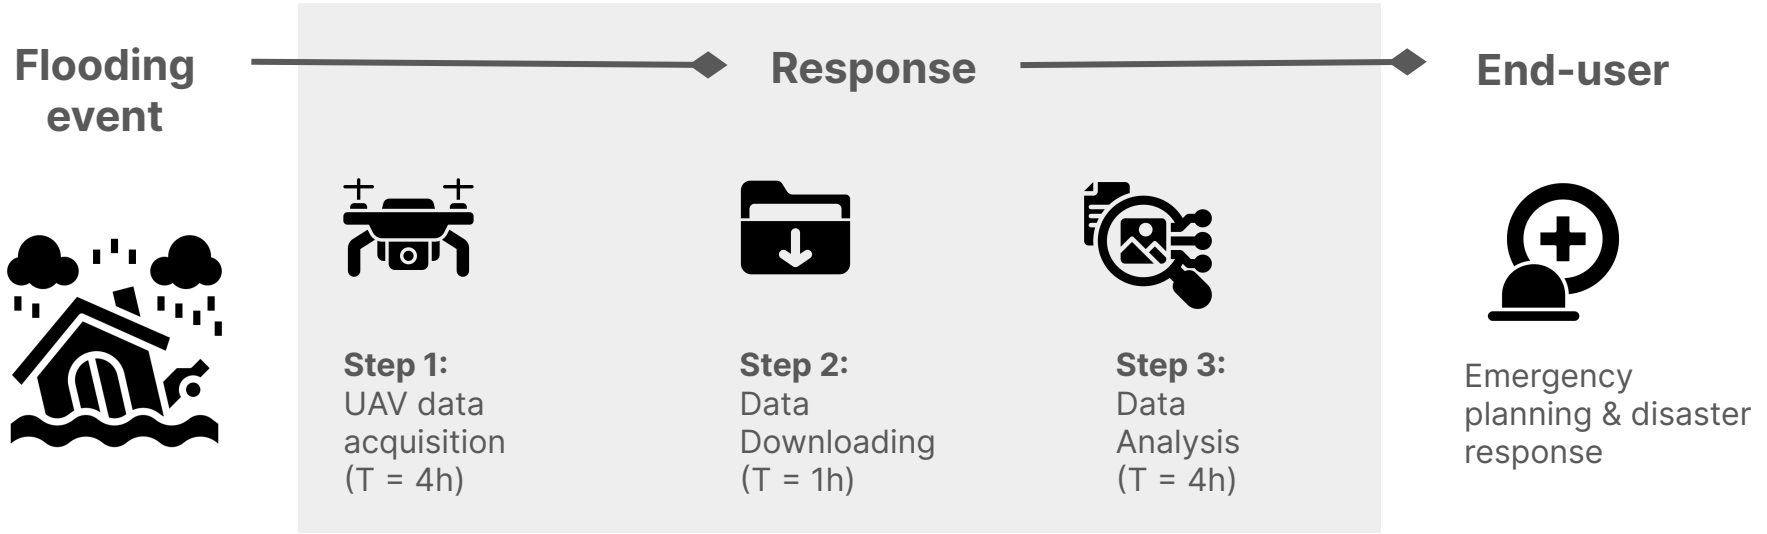 Flooding
event
Response
End-user
Step 1:
UAV data
acquisition
(T = 4h)
Step 2:
Data
Downloading
(T = 1h)
Step 3:
Data
Analysis
(T = 4h)
Emergency
planning & disaster
response